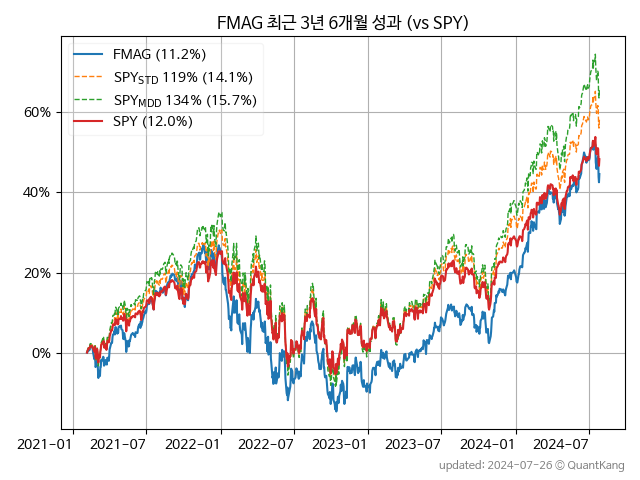 FMAG 최근 3년 6개월 성과 (vs SPY)
FMAG (11.2%)
SPY_STD 119% (14.1%)
SPY_MDD 134% (15.7%)
SPY (12.0%)
60%
40%
20%
0%
2021-01 2021-07 2022-01 2022-07 2023-01 2023-07 2024-01 2024-07
updated: 2024-07-26 © QuantKang